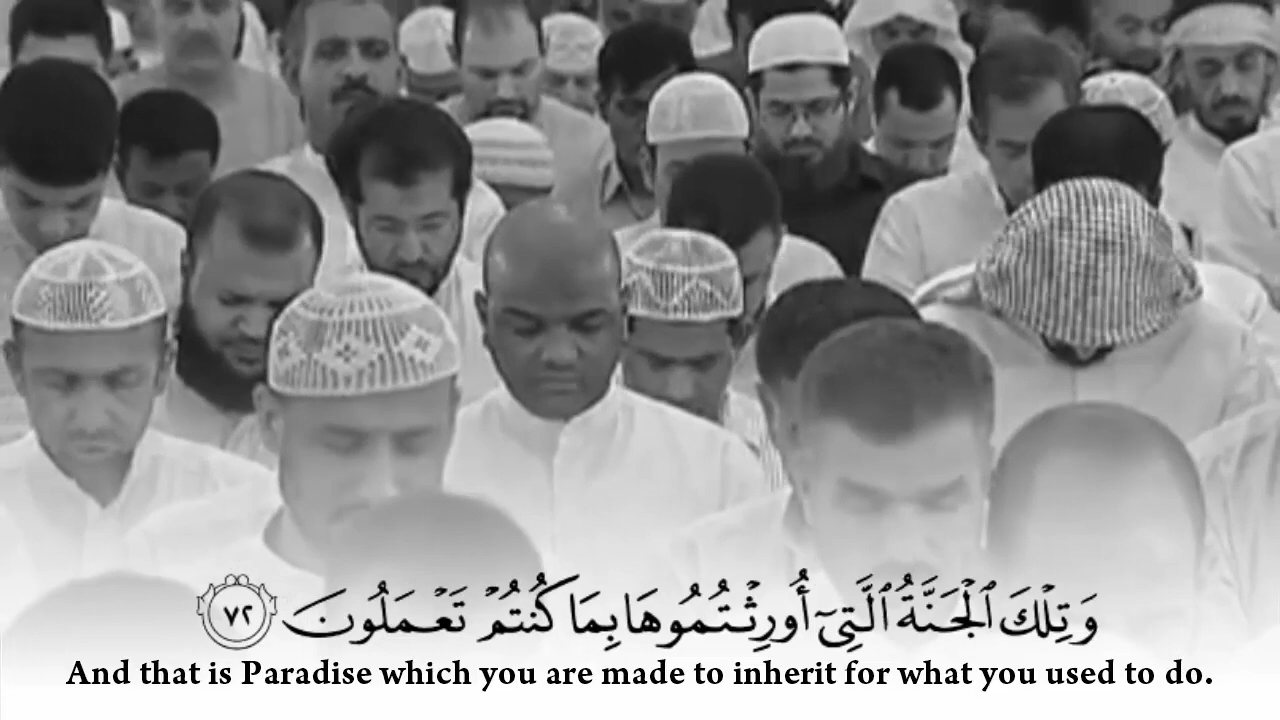 وَتِلْكَ ٱلْجَنَّةُ ٱلَّتِىٓ أُورِثْتُمُوهَا بِمَا كُنتُمْ تَعْمَلُونَ ٧٢
And that is Paradise which you are made to inherit for what you used to do.